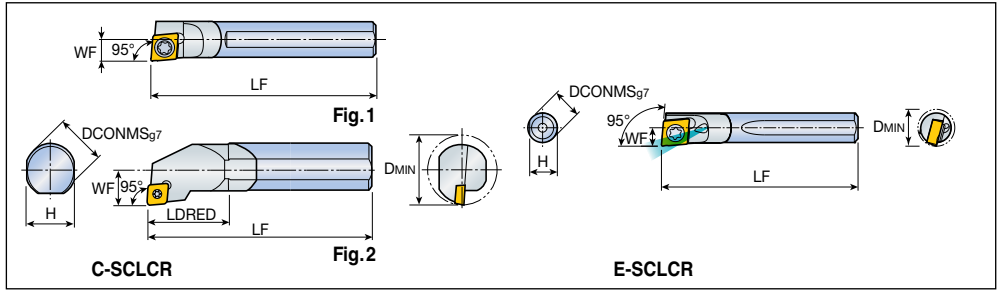 WF
95°
LF
Fig.1
DCONMSg7
H
WF
95°
LDRED
LF
Fig.2
DMIN
C-SCLCR
DCONMSg7
H
95°
WF
LF
DMIN
E-SCLCR